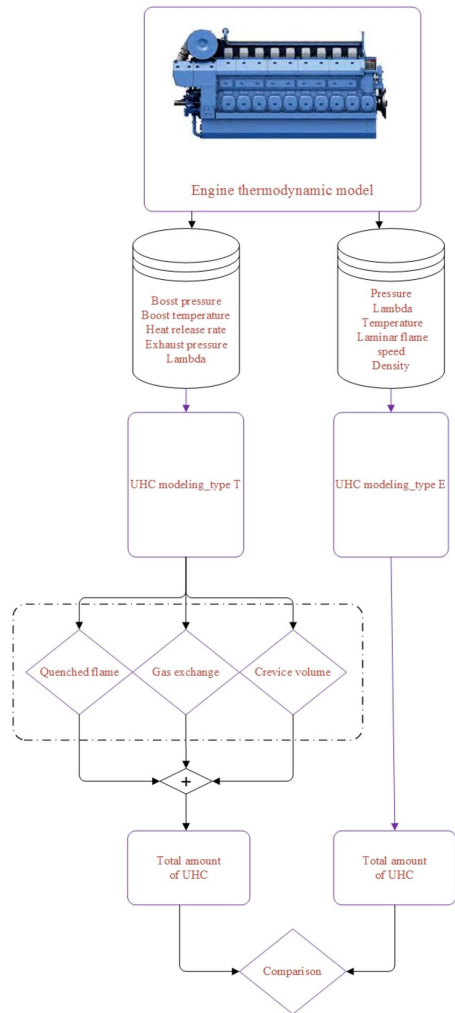 Engine thermodynamic model
Bosst pressure
Boost temperature
Heat release rate
Exhaust pressure
Lambda
Pressure
Lambda
Temperature
Laminar flame
speed
Density
UHC modeling_type T
UHC modeling_type E
Quenched flame
Gas exchange
Crevice volume
+
Total amount
of UHC
Total amount
of UHC
Comparison